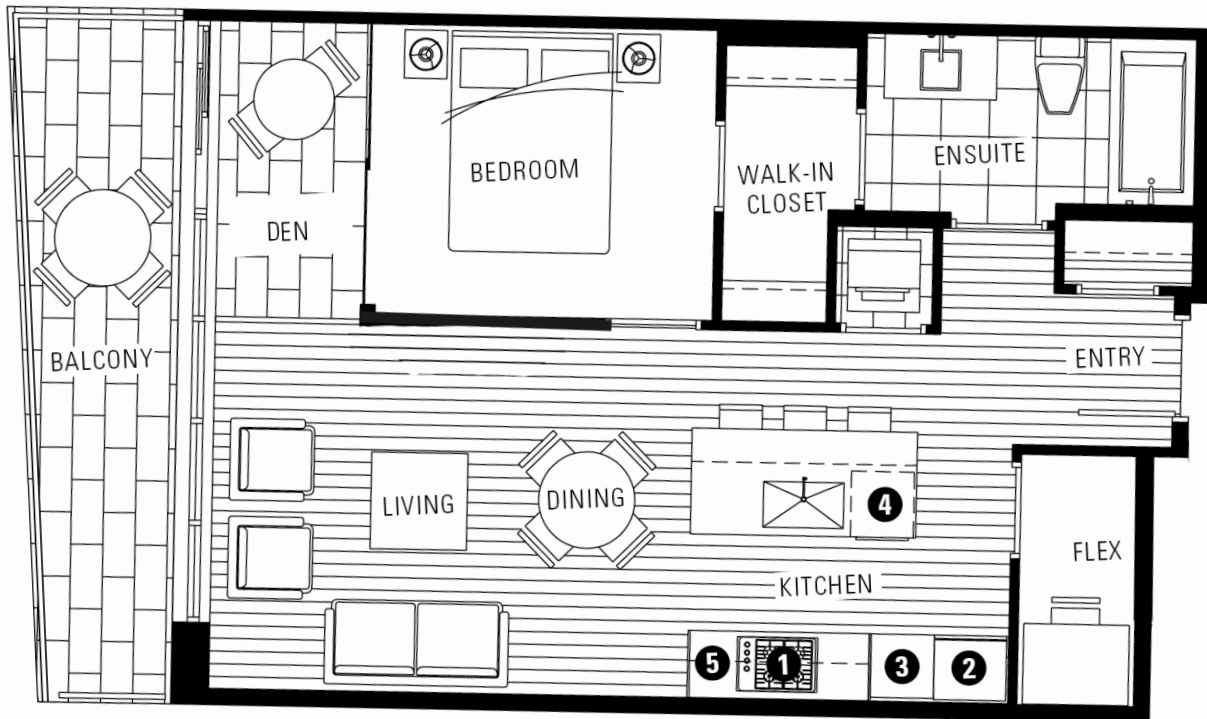 BEDROOM
WALK-IN
CLOSET
ENSUITE
DEN
BALCONY
ENTRY
LIVING
DINING
4
KITCHEN
FLEX
5
1
3
2